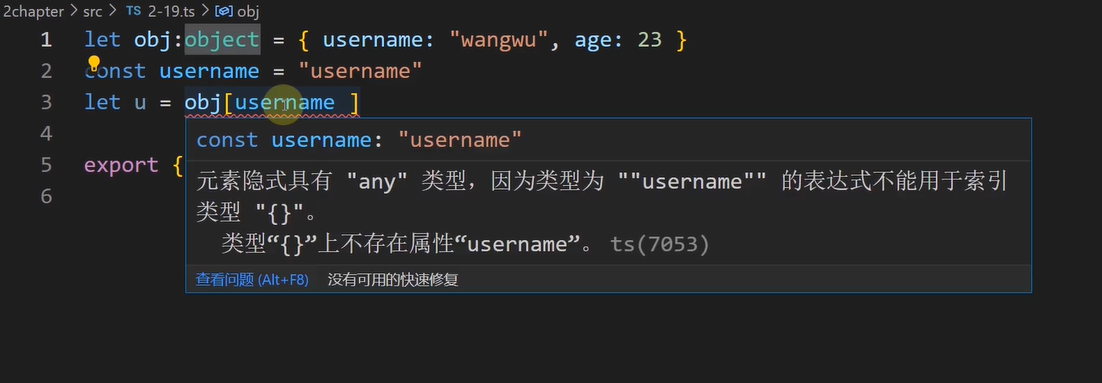 2chapter > src > TS 2-19.ts > obj
1 let obj:object = { username: "wangwu", age: 23 }
2 const username = "username"
3 let u = obj[username ]
4
const username: "username"
5 export {
元素隐式具有 "any" 类型，因为类型为 ""username"" 的表达式不能用于索引
6
类型 "{}"。
类型“{}”上不存在属性“username”。 ts(7053)
查看问题 (Alt+F8) 没有可用的快速修复